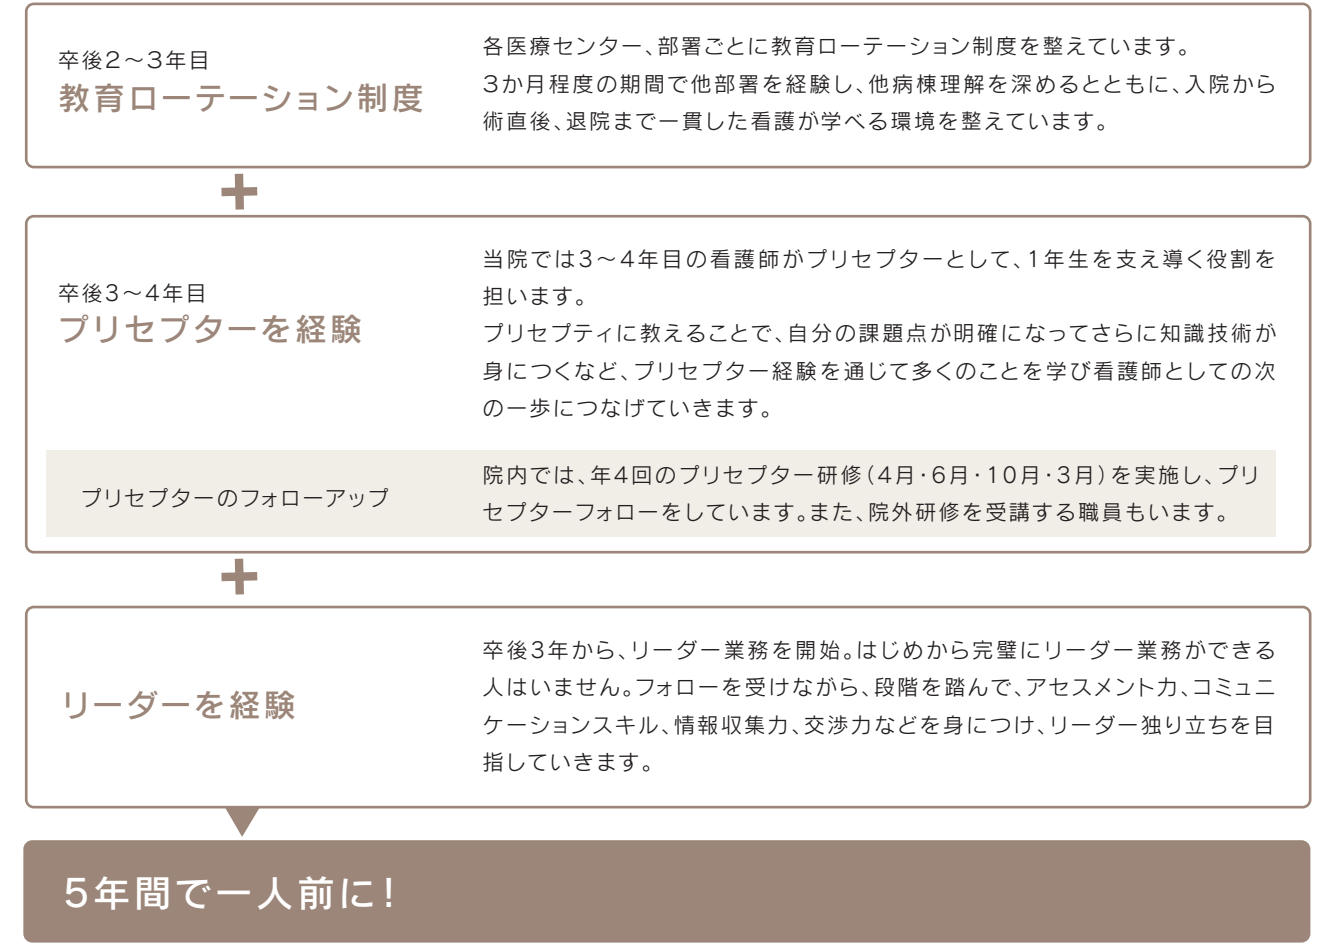 卒後2～3年目
教育ローテーション制度
各医療センター、部署ごとに教育ローテーション制度を整えています。
3か月程度の期間で他部署を経験し、他病棟理解を深めるとともに、入院から
術直後、退院まで一貫した看護が学べる環境を整えています。
+
卒後3～4年目
プリセプターを経験
当院では3～4年目の看護師がプリセプターとして、1年生を支え導く役割を
担います。
プリセプティに教えることで、自分の課題点が明確になってさらに知識技術が
身につくなど、プリセプター経験を通じて多くのことを学び看護師としての次
の一歩につなげていきます。
プリセプターのフォローアップ
院内では、年4回のプリセプター研修（4月・6月・10月・3月）を実施し、プリ
セプターフォローをしています。また、院外研修を受講する職員もいます。
+
リーダーを経験
卒後3年から、リーダー業務を開始。はじめから完璧にリーダー業務ができる
人はいません。フォローを受けながら、段階を踏んで、アセスメント力、コミュニ
ケーションスキル、情報収集力、交渉力などを身につけ、リーダー独り立ちを目
指していきます。
5年間で一人前に！